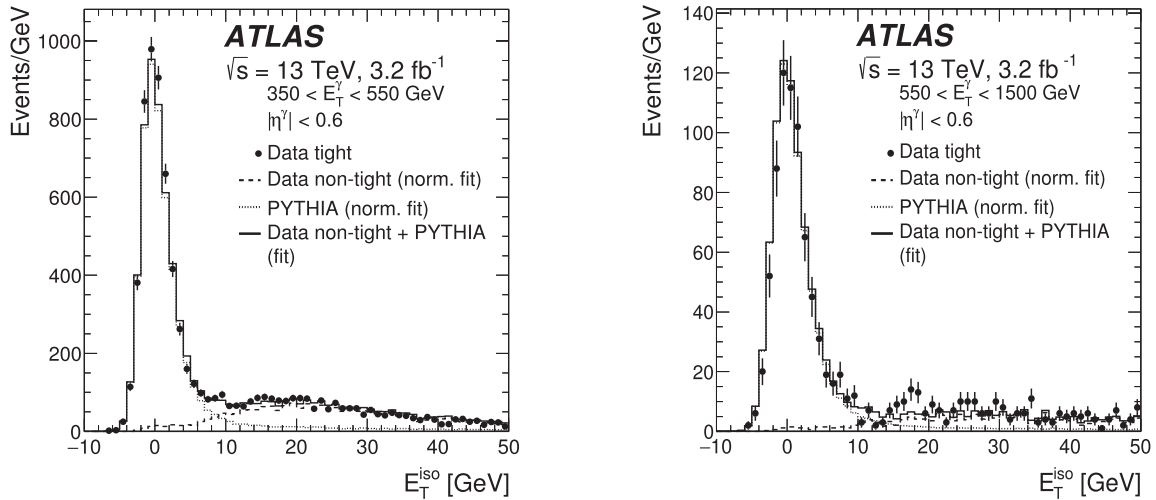 Events/GeV
1000
800
600
400
200
0
−10 0 10 20 30 40 50
E_T^iso [GeV]
ATLAS
√s = 13 TeV, 3.2 fb⁻¹
350 < E_T^γ < 550 GeV
|η^γ| < 0.6
Data tight
Data non-tight (norm. fit)
PYTHIA (norm. fit)
Data non-tight + PYTHIA
(fit)
Events/GeV
140
120
100
80
60
40
20
0
−10 0 10 20 30 40 50
E_T^iso [GeV]
ATLAS
√s = 13 TeV, 3.2 fb⁻¹
550 < E_T^γ < 1500 GeV
|η^γ| < 0.6
Data tight
Data non-tight (norm. fit)
PYTHIA (norm. fit)
Data non-tight + PYTHIA
(fit)